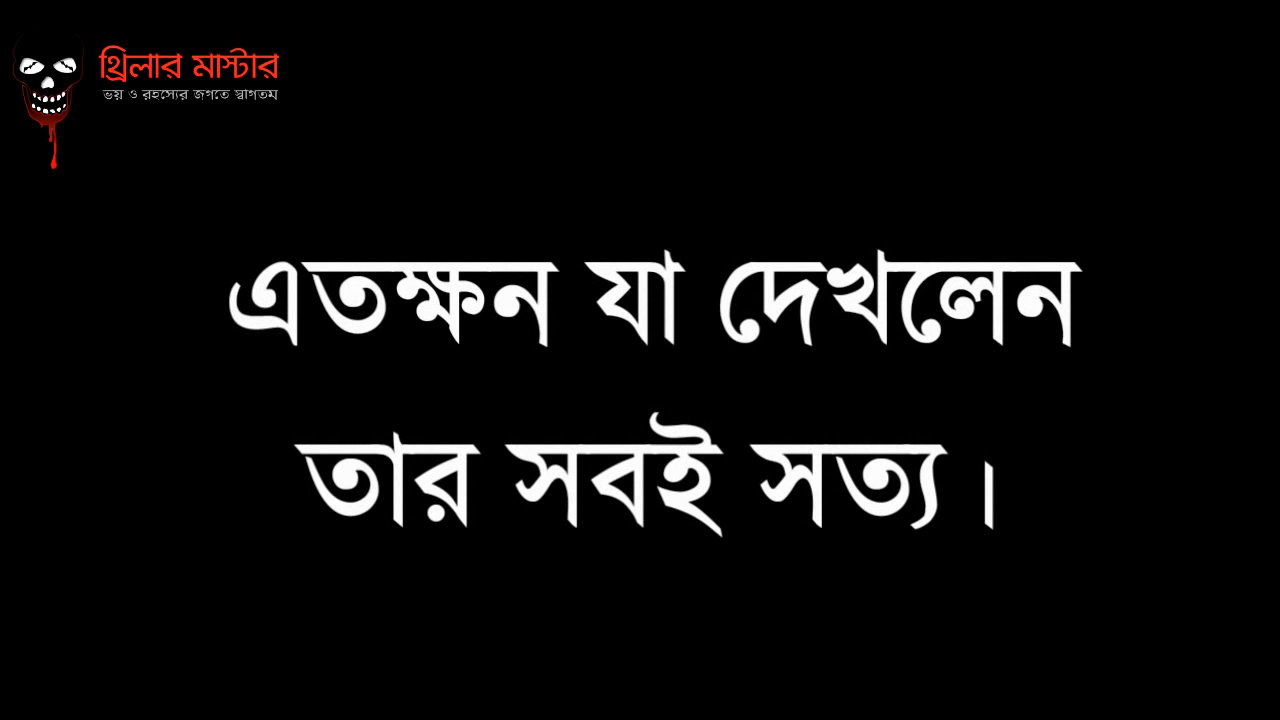 থ্রিলার মাস্টার
ভয় ও রহস্যের জগতে স্বাগতম
এতক্ষন যা দেখলেন
তার সবই সত্য।